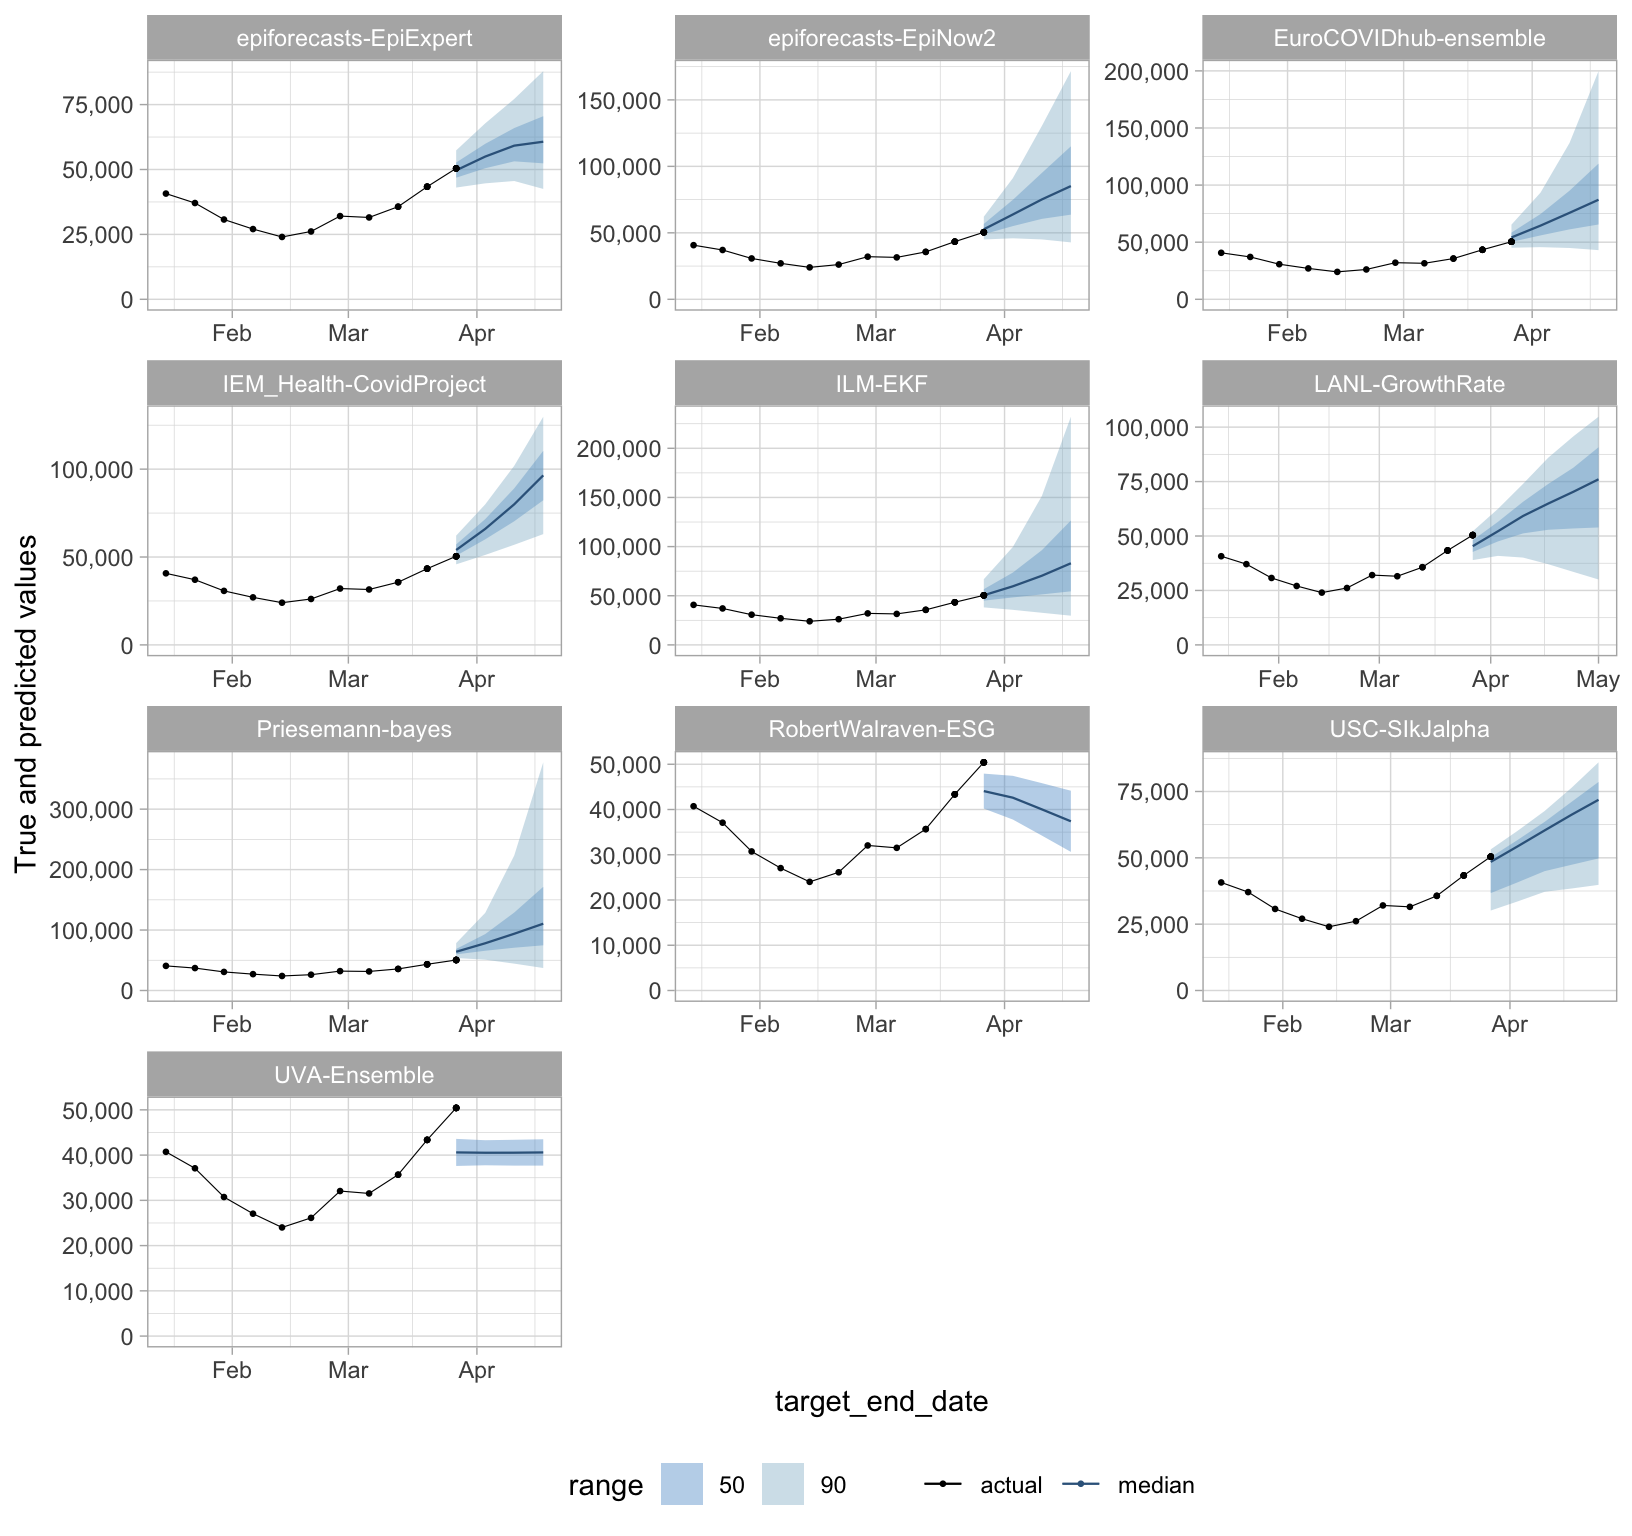 epiforecasts-EpiExpert
epiforecasts-EpiNow2
EuroCOVIDhub-ensemble
75,000
50,000
25,000
0
Feb Mar Apr
150,000
100,000
50,000
0
Feb Mar Apr
200,000
150,000
100,000
50,000
0
Feb Mar Apr
IEM_Health-CovidProject
ILM-EKF
LANL-GrowthRate
100,000
50,000
0
Feb Mar Apr
200,000
150,000
100,000
50,000
0
Feb Mar Apr
100,000
75,000
50,000
25,000
0
Feb Mar Apr May
True and predicted values
Priesemann-bayes
RobertWalraven-ESG
USC-SIkJalpha
300,000
200,000
100,000
0
Feb Mar Apr
50,000
40,000
30,000
20,000
10,000
0
Feb Mar Apr
75,000
50,000
25,000
0
Feb Mar Apr
UVA-Ensemble
50,000
40,000
30,000
20,000
10,000
0
Feb Mar Apr
target_end_date
range 50 90 actual median